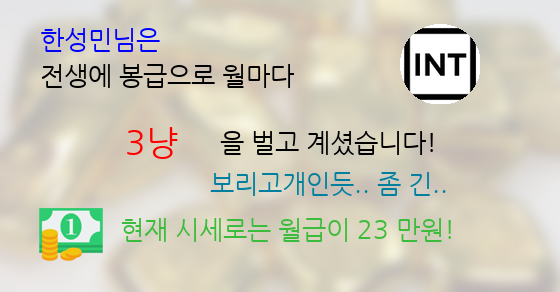 한성민님은
전생에 봉급으로 월마다
INT
3냥 을 벌고 계셨습니다!
보리고개인듯.. 좀 긴..
1
현재 시세로는 월급이 23 만원!